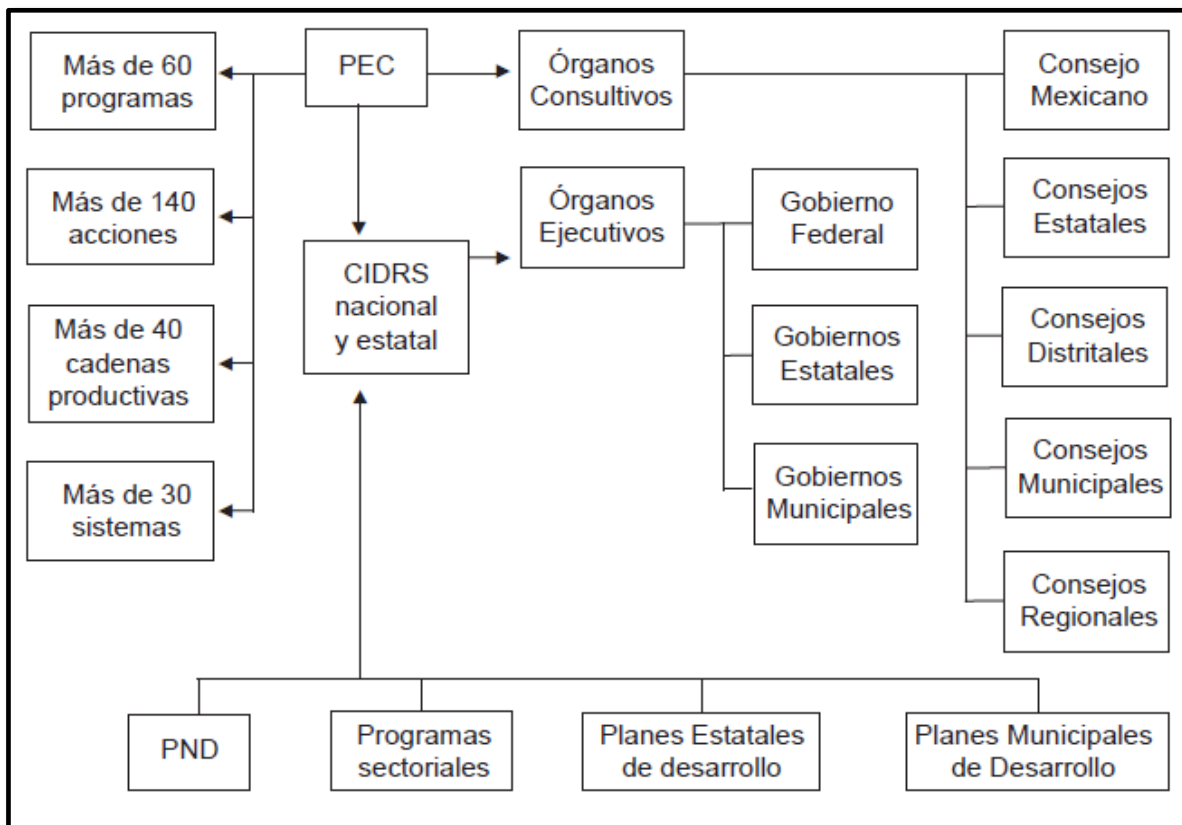 Más de 60
programas
PEC
Órganos
Consultivos
Consejo
Mexicano
Más de 140
acciones
Órganos
Ejecutivos
Gobierno
Federal
Consejos
Estatales
CIDRS
nacional
y estatal
Más de 40
cadenas
productivas
Gobiernos
Estatales
Consejos
Distritales
Más de 30
sistemas
Gobiernos
Municipales
Consejos
Municipales
Consejos
Regionales
PND
Programas
sectoriales
Planes Estatales
de desarrollo
Planes Municipales
de Desarrollo